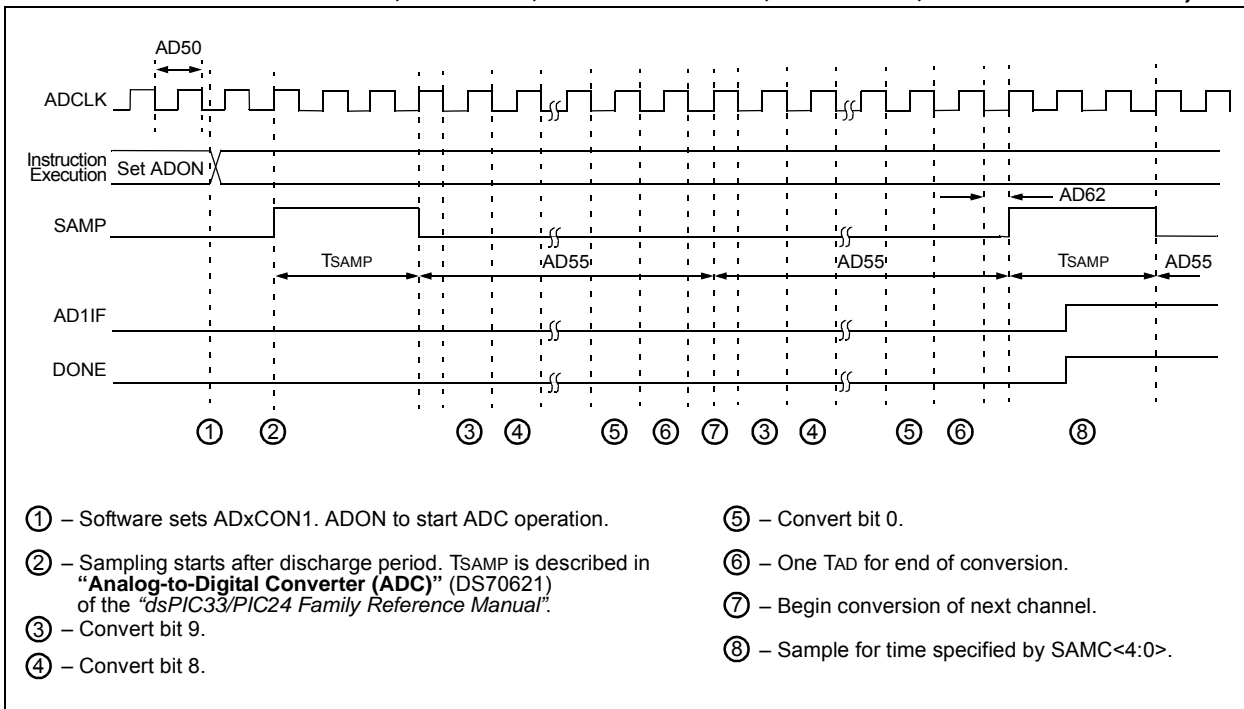 AD50
ADCLK
Instruction
Execution
Set ADON
AD62
SAMP
TSAMP
AD55
AD55
TSAMP
AD55
AD1IF
DONE
1 2 3 4 5 6 7 3 4 5 6 8
1 – Software sets ADxCON1. ADON to start ADC operation.
2 – Sampling starts after discharge period. TSAMP is described in
“Analog-to-Digital Converter (ADC)” (DS70621)
of the “dsPIC33/PIC24 Family Reference Manual”.
3 – Convert bit 9.
4 – Convert bit 8.
5 – Convert bit 0.
6 – One TAD for end of conversion.
7 – Begin conversion of next channel.
8 – Sample for time specified by SAMC<4:0>.